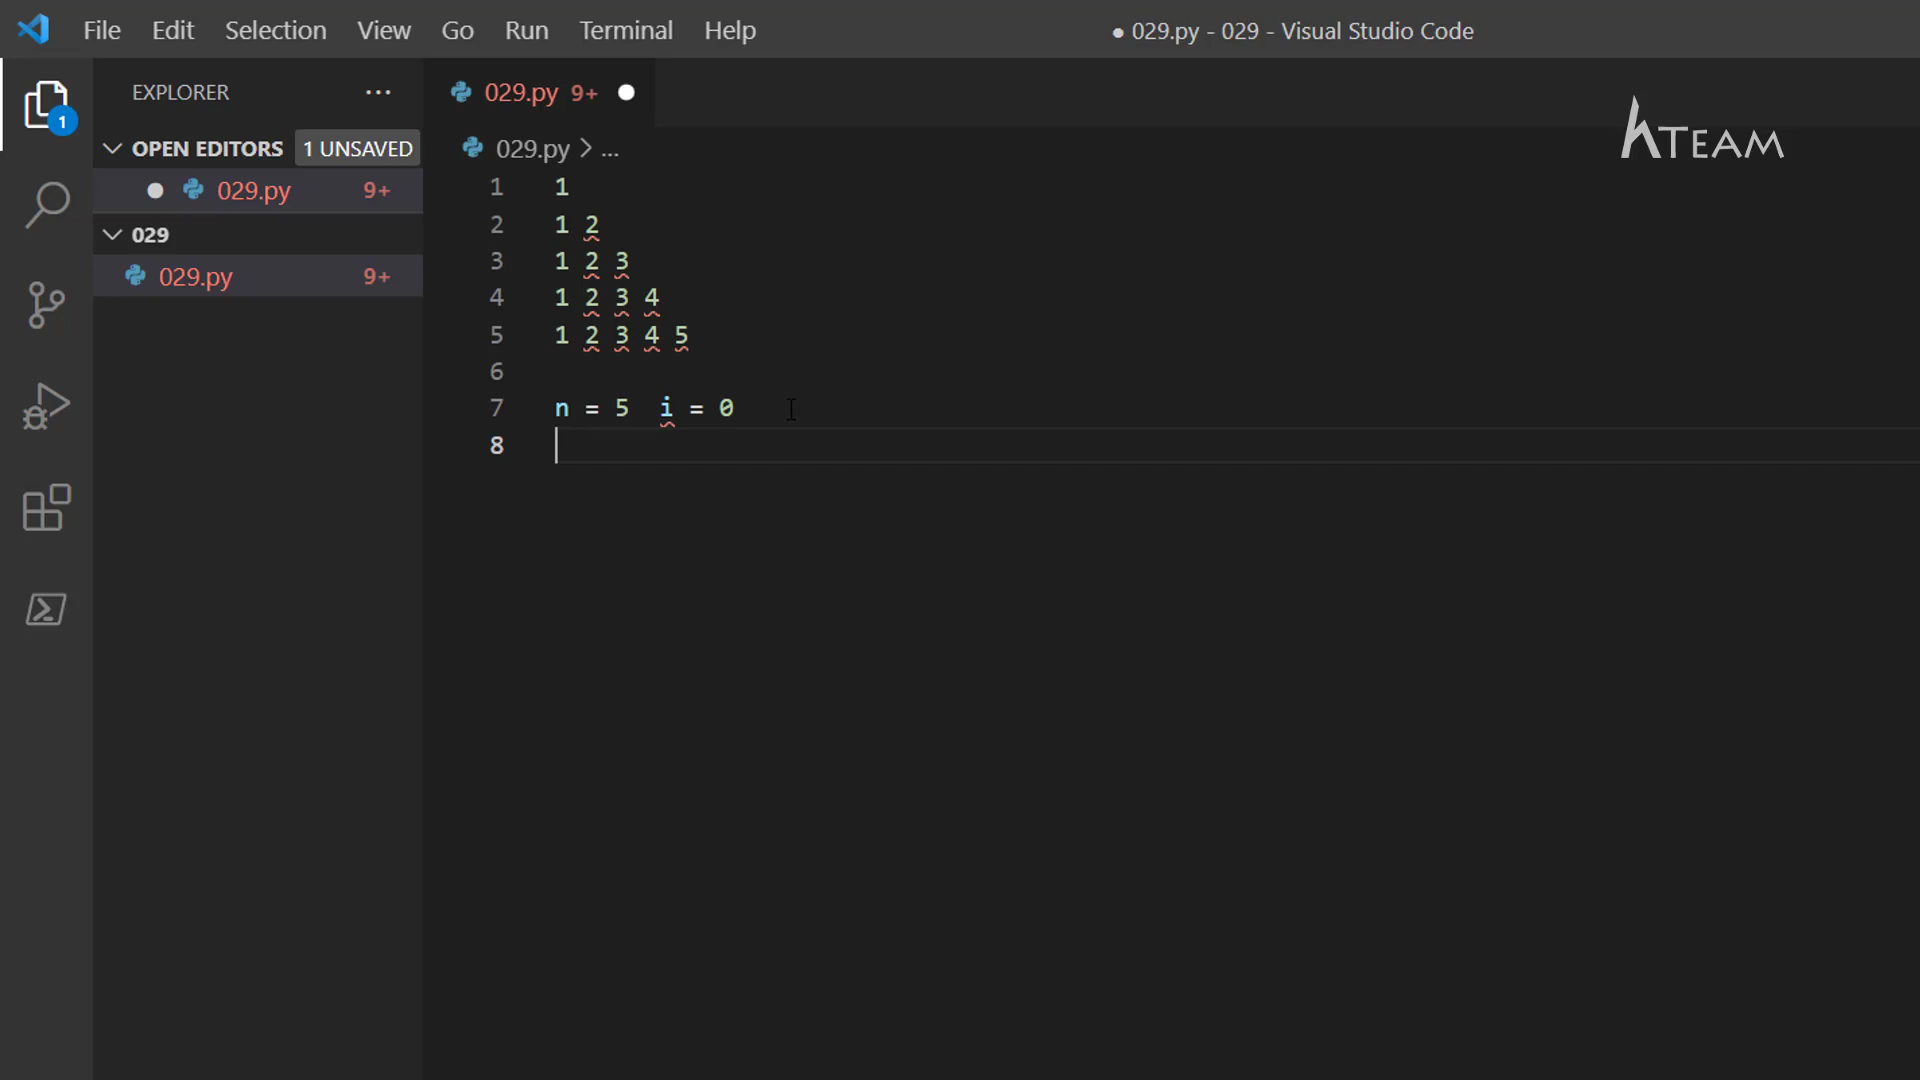 File Edit Selection View Go Run Terminal Help
● 029.py - 029 - Visual Studio Code
EXPLORER ...
029.py 9+
OPEN EDITORS 1 UNSAVED
029.py > ...
029.py 9+
029
029.py 9+
1
1 1
2 1 2
3 1 2 3
4 1 2 3 4
5 1 2 3 4 5
6
7 n = 5 i = 0
8
hTEAM